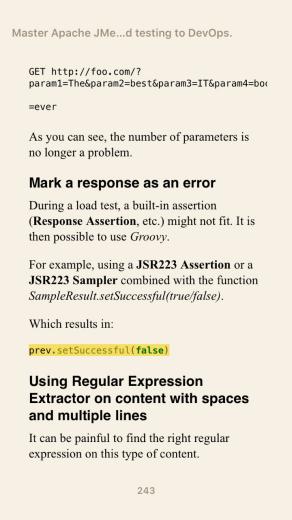 Master Apache JMe...d testing to DevOps.
GET http://foo.com/?
param1=The&param2=best&param3=IT&param4=boo
=ever
As you can see, the number of parameters is
no longer a problem.
Mark a response as an error
During a load test, a built-in assertion
(Response Assertion, etc.) might not fit. It is
then possible to use Groovy.
For example, using a JSR223 Assertion or a
JSR223 Sampler combined with the function
SampleResult.setSuccessful(true/false).
Which results in:
prev.setSuccessful(false)
Using Regular Expression
Extractor on content with spaces
and multiple lines
It can be painful to find the right regular
expression on this type of content.
243